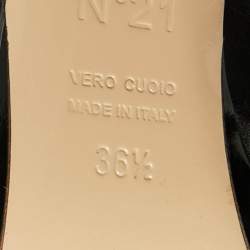 N°21
VERO CUOIO
MADE IN ITALY
36½